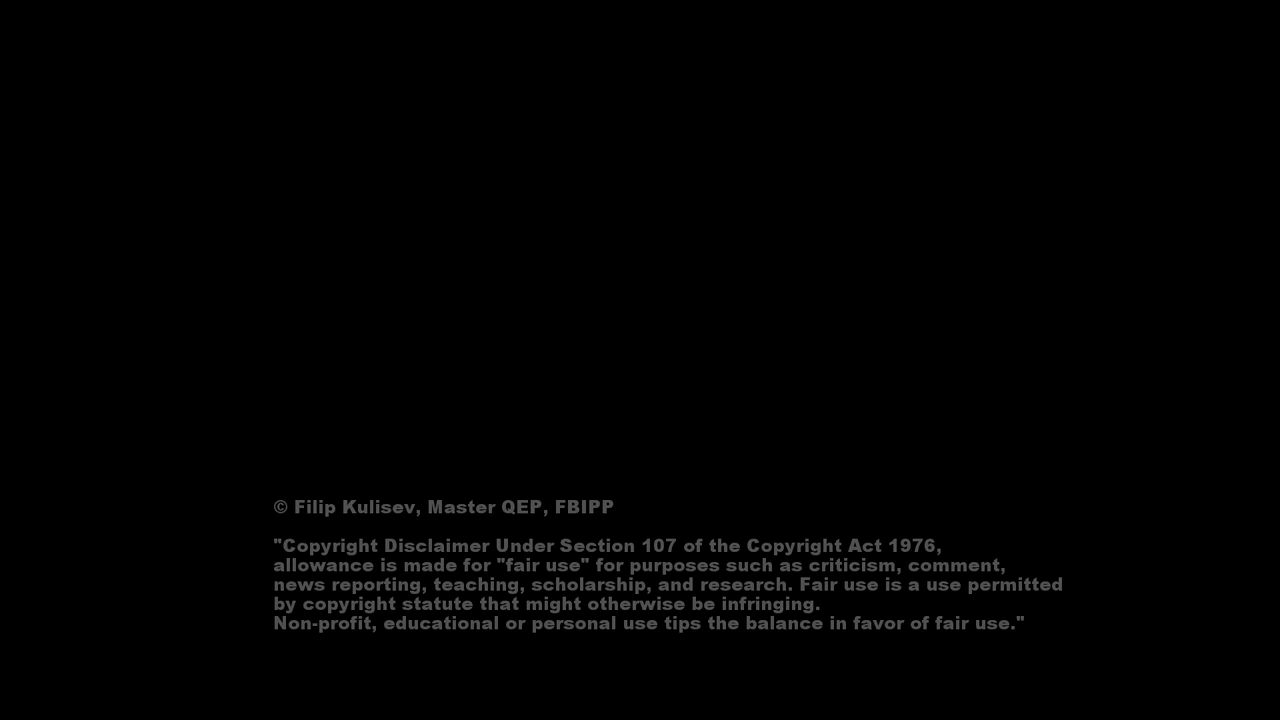 © Filip Kulisev, Master QEP, FBIPP
"Copyright Disclaimer Under Section 107 of the Copyright Act 1976,
allowance is made for "fair use" for purposes such as criticism, comment,
news reporting, teaching, scholarship, and research. Fair use is a use permitted
by copyright statute that might otherwise be infringing.
Non-profit, educational or personal use tips the balance in favor of fair use."